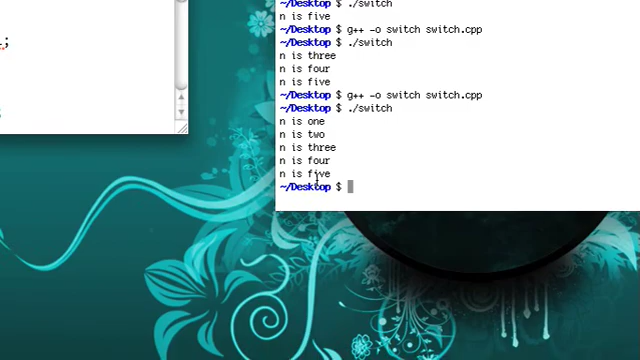 ;
~/Desktop $ ./switch
n is five
~/Desktop $ g++ -o switch switch.cpp
~/Desktop $ ./switch
n is three
n is four
n is five
~/Desktop $ g++ -o switch switch.cpp
~/Desktop $ ./switch
n is one
n is two
n is three
n is four
n is five
~/Desktop $